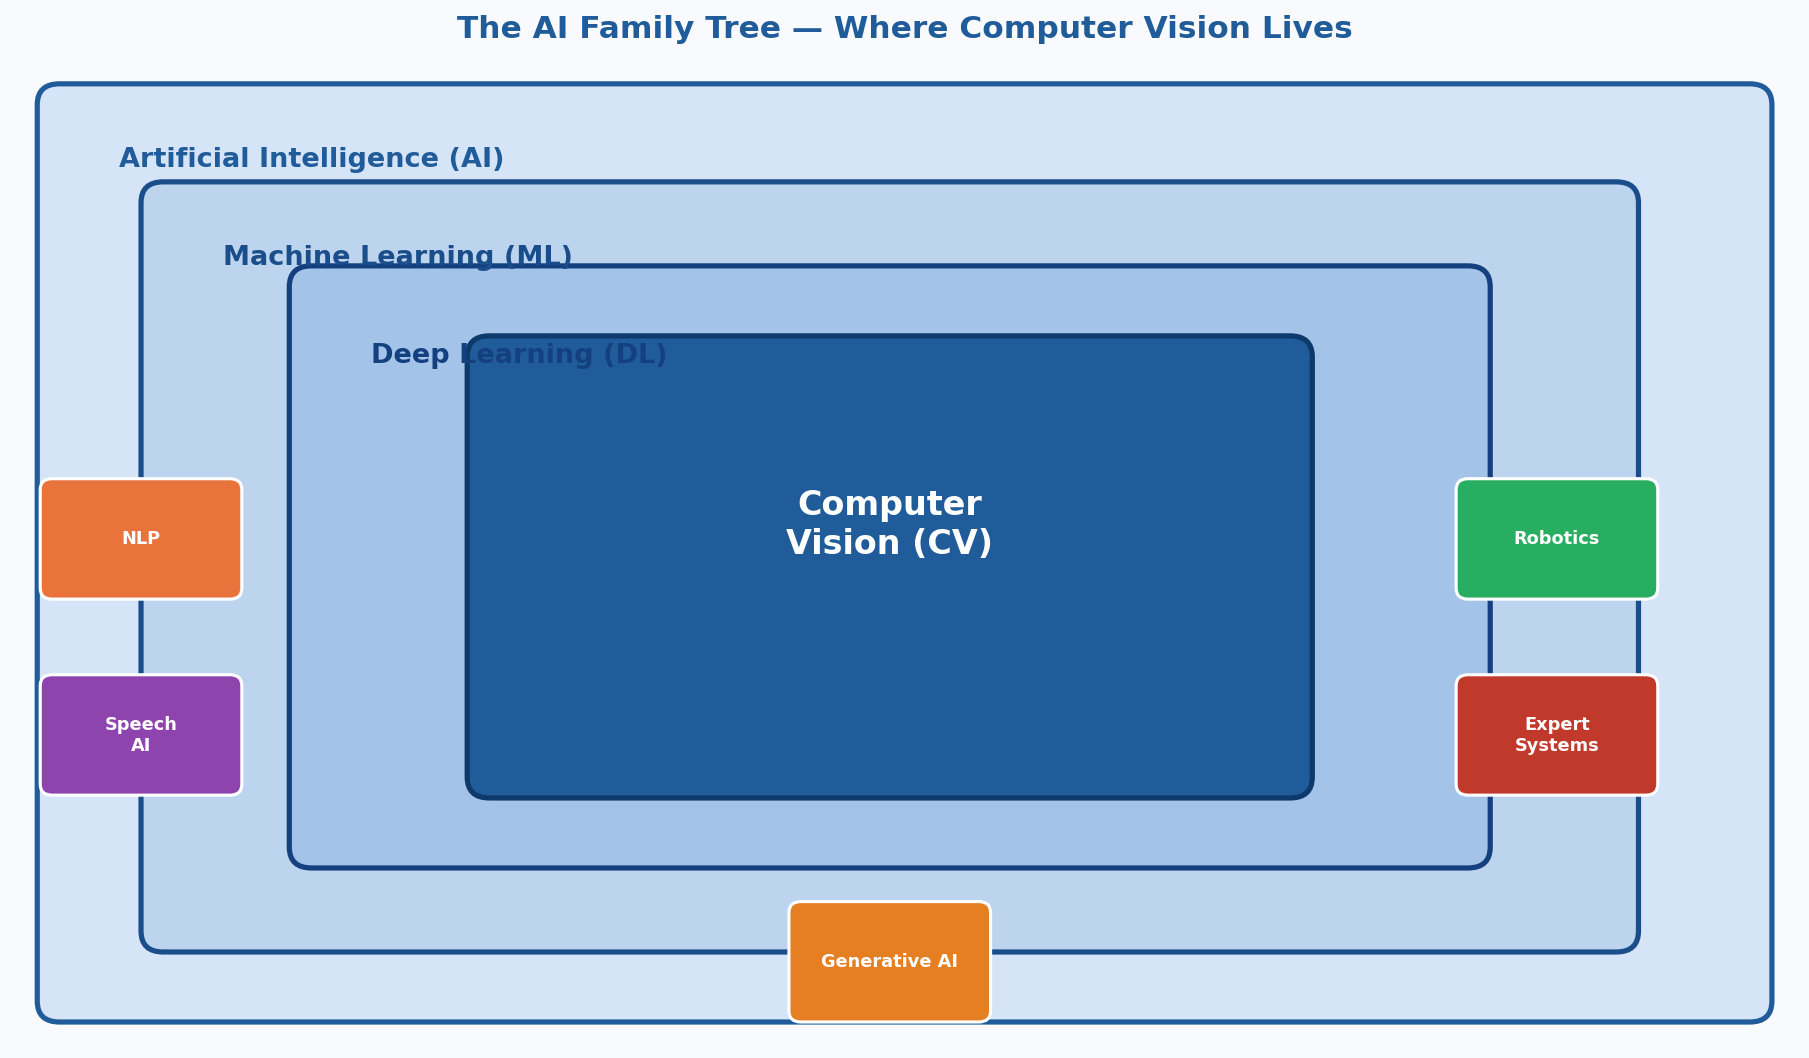 The AI Family Tree — Where Computer Vision Lives
Artificial Intelligence (AI)
Machine Learning (ML)
Deep Learning (DL)
Computer
Vision (CV)
NLP
Robotics
Speech
AI
Expert
Systems
Generative AI